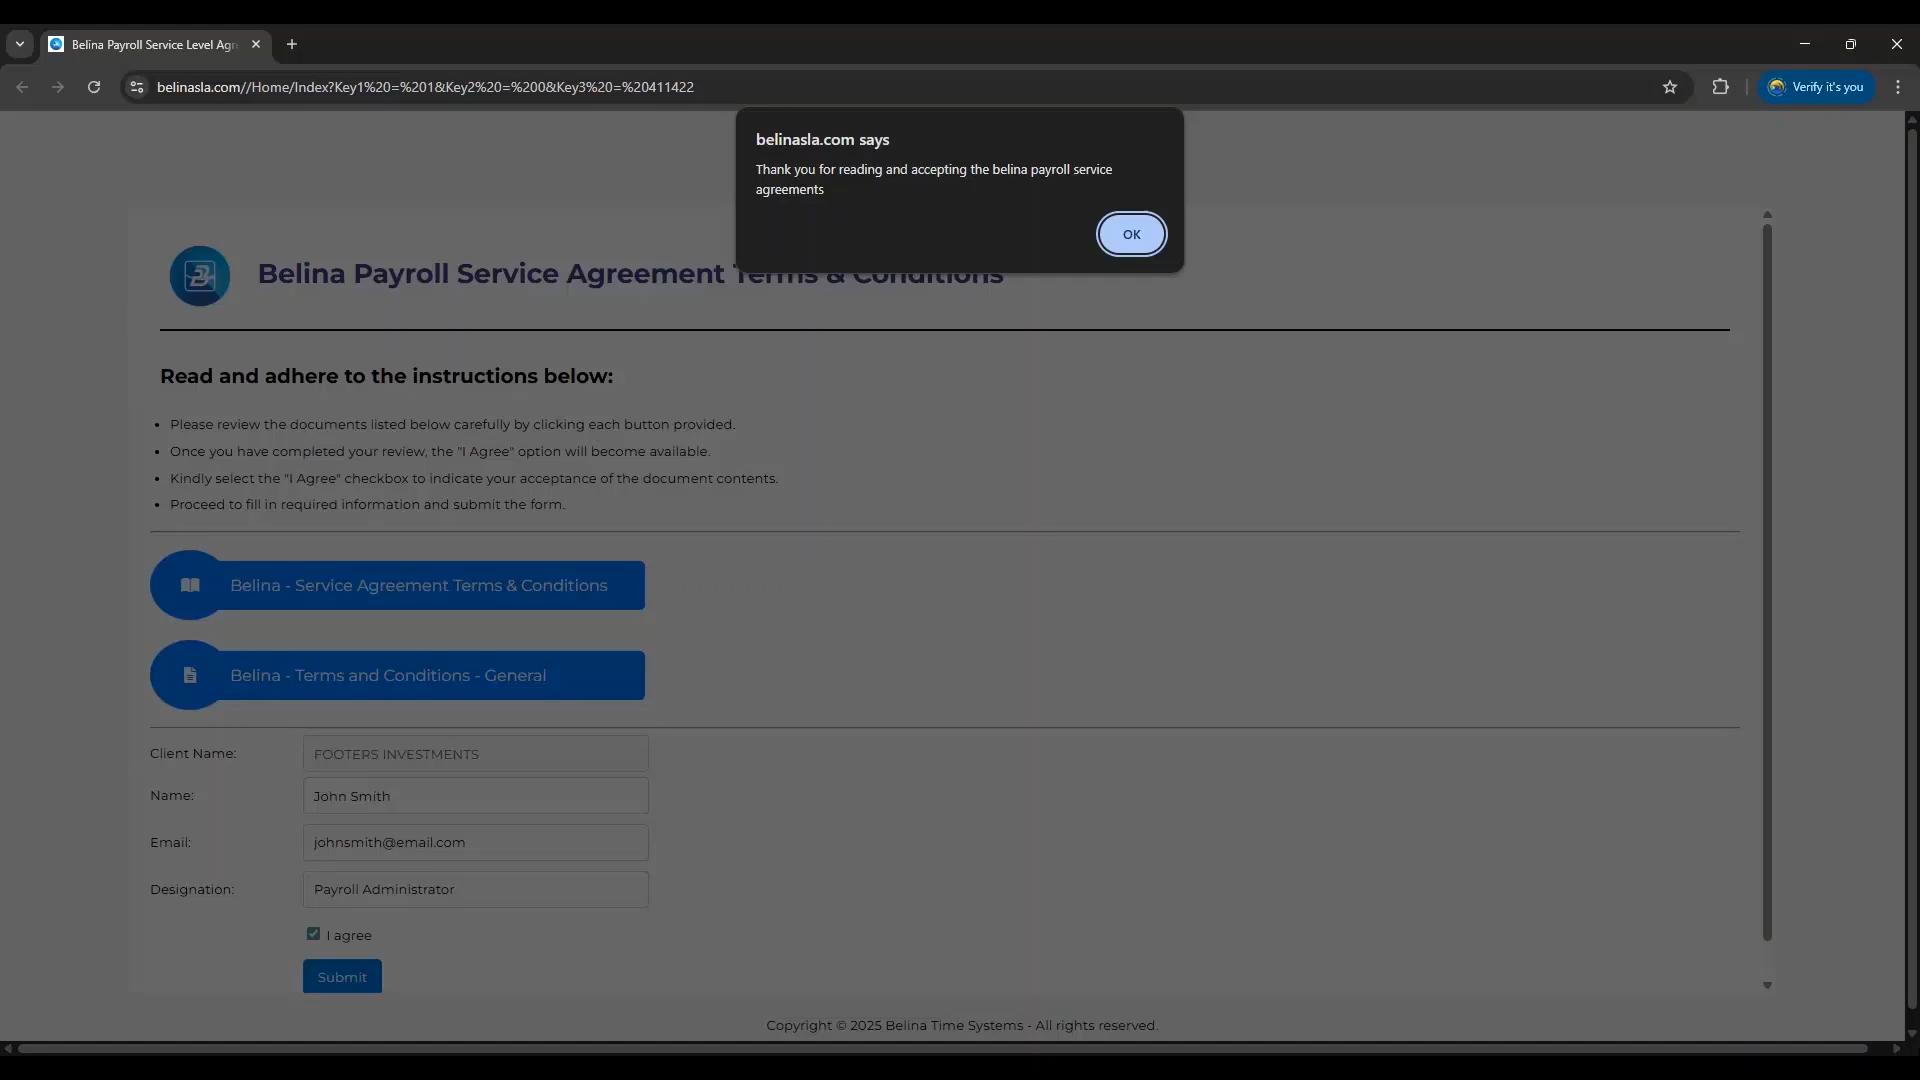 Belina Payroll Service Level Agr
belinasla.com//Home/Index?Key1%20=%201&Key2%20=%200&Key3%20=%20411422
Verify it's you
belinasla.com says
Thank you for reading and accepting the belina payroll service
agreements
OK
Belina Payroll Service Agreement Terms & Conditions
Read and adhere to the instructions below:
• Please review the documents listed below carefully by clicking each button provided.
• Once you have completed your review, the "I Agree" option will become available.
• Kindly select the "I Agree" checkbox to indicate your acceptance of the document contents.
• Proceed to fill in required information and submit the form.
Belina - Service Agreement Terms & Conditions
Belina - Terms and Conditions - General
Client Name: FOOTERS INVESTMENTS
Name: John Smith
Email: johnsmith@email.com
Designation: Payroll Administrator
I agree
Submit
Copyright © 2025 Belina Time Systems - All rights reserved.